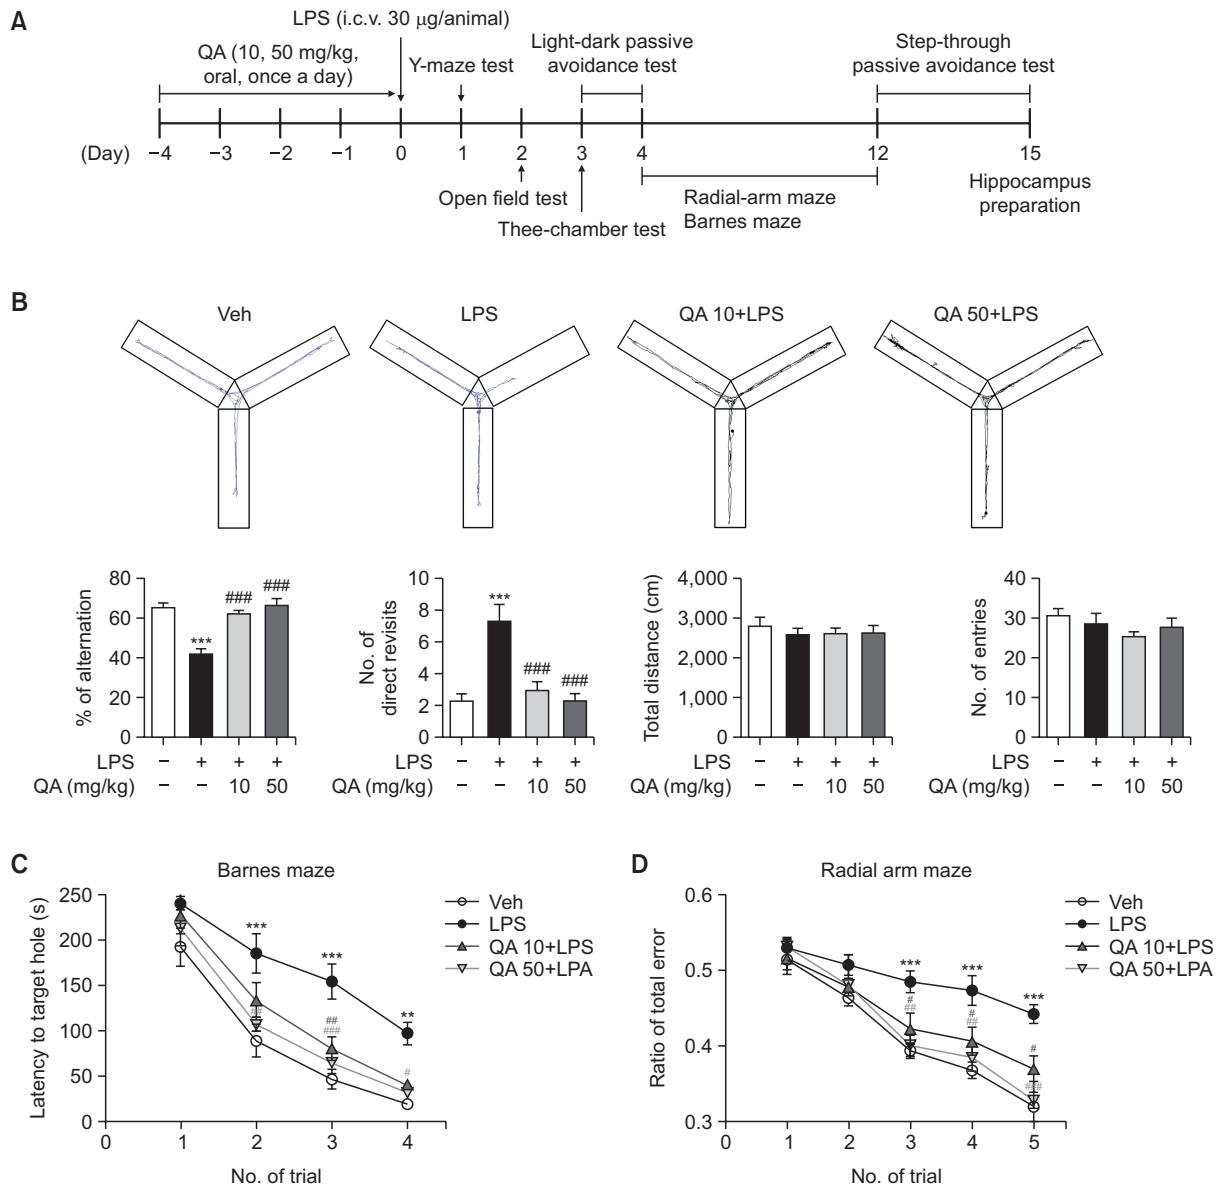 A
LPS (i.c.v. 30 μg/animal)
QA (10, 50 mg/kg,
oral, once a day)
Y-maze test
Light-dark passive
avoidance test
Step-through
passive avoidance test
(Day)
−4 −3 −2 −1 0 1 2 3 4 12 15
Open field test
Thee-chamber test
Radial-arm maze
Barnes maze
Hippocampus
preparation
B
Veh LPS QA 10+LPS QA 50+LPS
% of alternation
80
60
40
20
0
***
###
###
LPS − + + +
QA (mg/kg) − − 10 50
No. of
direct revisits
10
8
6
4
2
0
***
###
###
LPS − + + +
QA (mg/kg) − − 10 50
Total distance (cm)
4,000
3,000
2,000
1,000
0
LPS − + + +
QA (mg/kg) − − 10 50
No. of entries
40
30
20
10
0
LPS − + + +
QA (mg/kg) − − 10 50
C
Barnes maze
Latency to target hole (s)
250
200
150
100
50
0
***
***
**
##
##
###
#
0 1 2 3 4
No. of trial
Veh
LPS
QA 10+LPS
QA 50+LPA
D
Radial arm maze
Ratio of total error
0.6
0.5
0.4
0.3
***
***
***
#
##
#
##
#
###
0 1 2 3 4 5
No. of trial
Veh
LPS
QA 10+LPS
QA 50+LPA